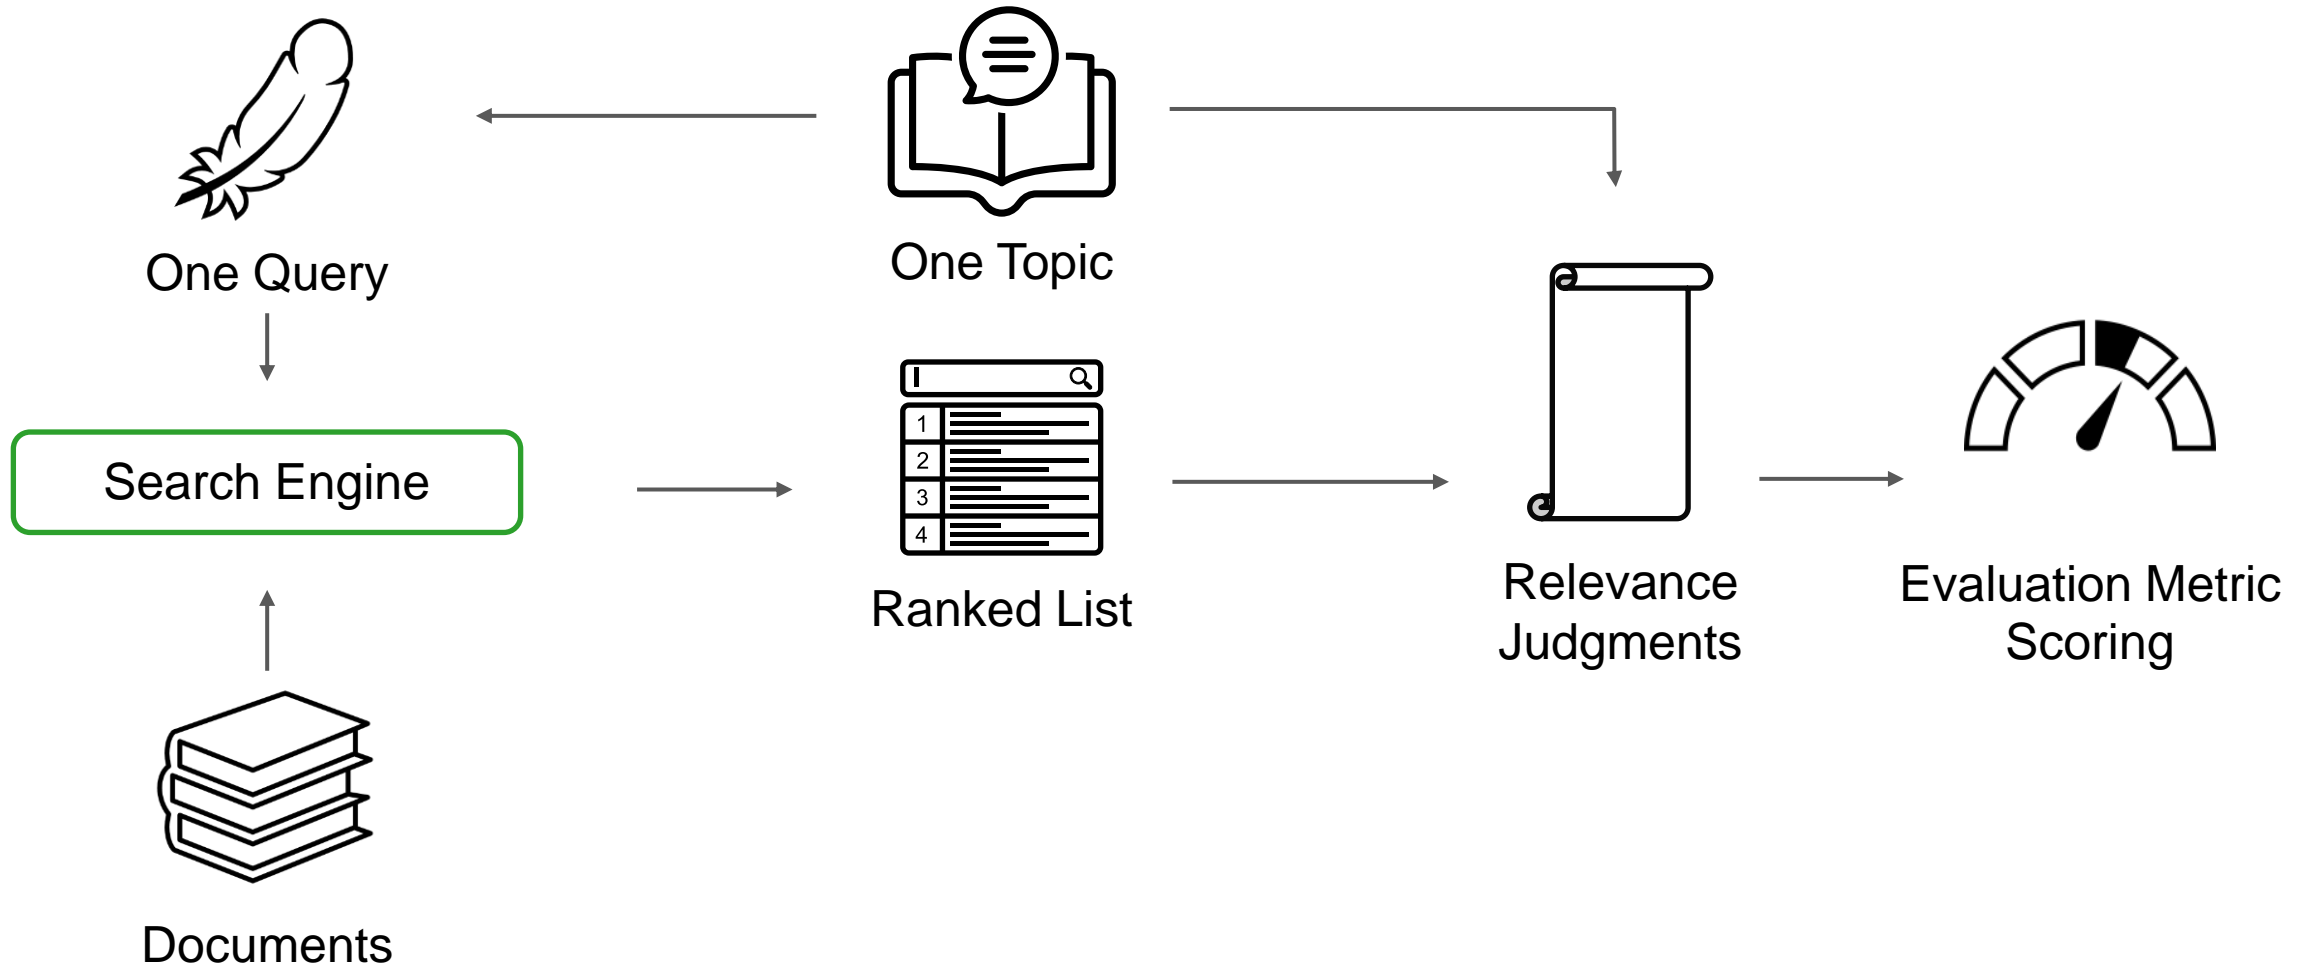 One Query
One Topic
Search Engine
1
2
3
4
Ranked List
Relevance
Judgments
Evaluation Metric
Scoring
Documents